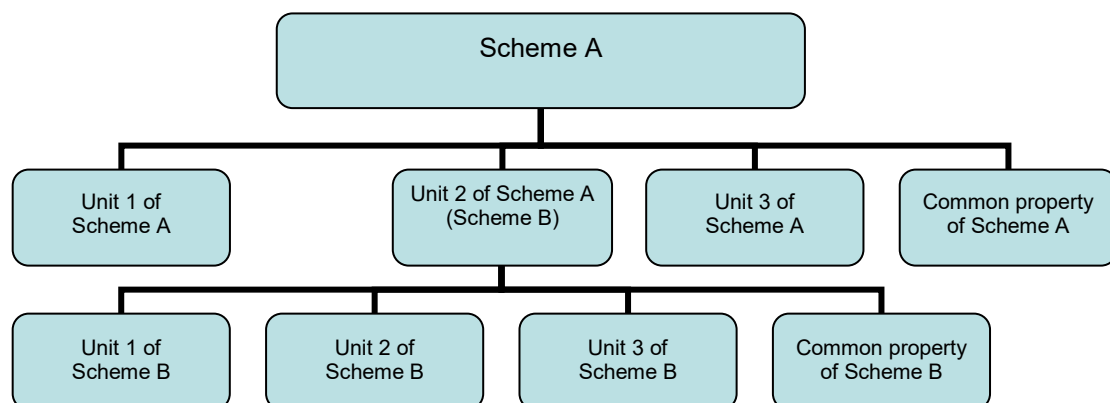 Scheme A
Unit 1 of
Scheme A
Unit 2 of Scheme A
(Scheme B)
Unit 3 of
Scheme A
Common property
of Scheme A
Unit 1 of
Scheme B
Unit 2 of
Scheme B
Unit 3 of
Scheme B
Common property
of Scheme B